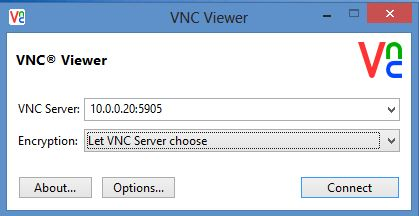 VNC Viewer
VNC® Viewer
VNC
VNC Server: 10.0.0.20:5905
Encryption: Let VNC Server choose
About... Options... Connect